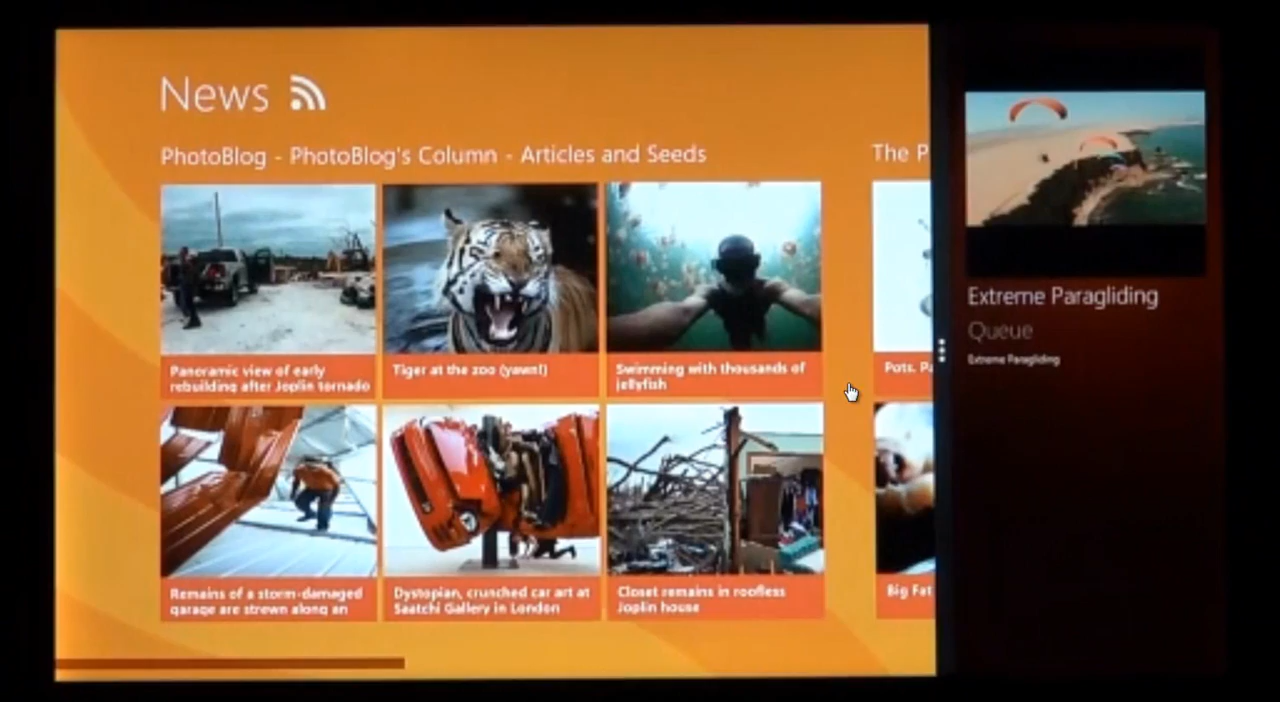 News
PhotoBlog - PhotoBlog's Column - Articles and Seeds
The P
Panoramic view of early
rebuilding after Joplin tornado
Tiger at the zoo (yawn!)
Swimming with thousands of
jellyfish
Pots. Pa
Remains of a storm-damaged
garage are strewn along an
Dystopian, crunched car art at
Saatchi Gallery in London
Closet remains in roofless
Joplin house
Big Fat
Extreme Paragliding
Queue
Extreme Paragliding